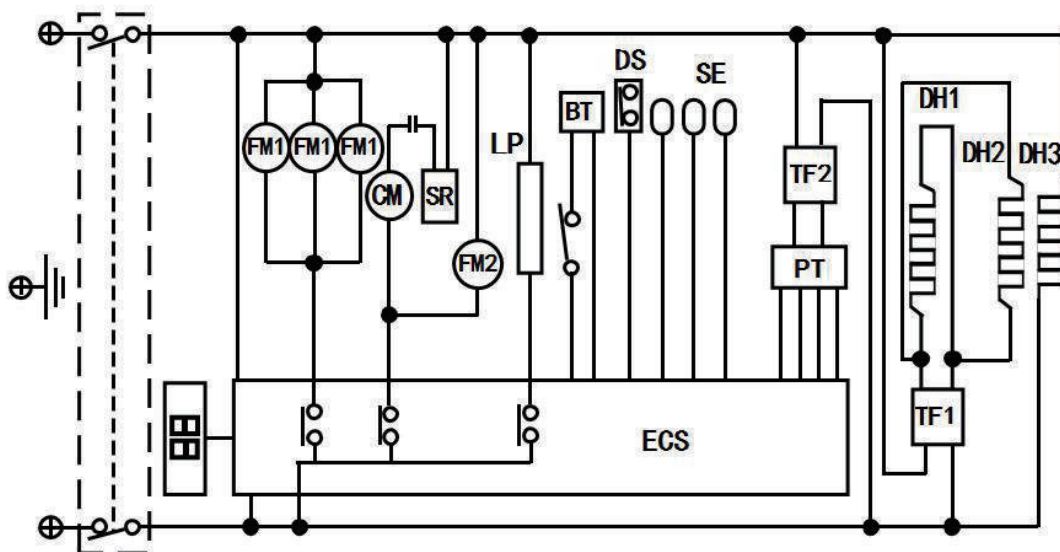 DS
SE
DH1
BT
LP
DH2
DH3
FM1
FM1
FM1
TF2
CM
SR
FM2
PT
TF1
ECS